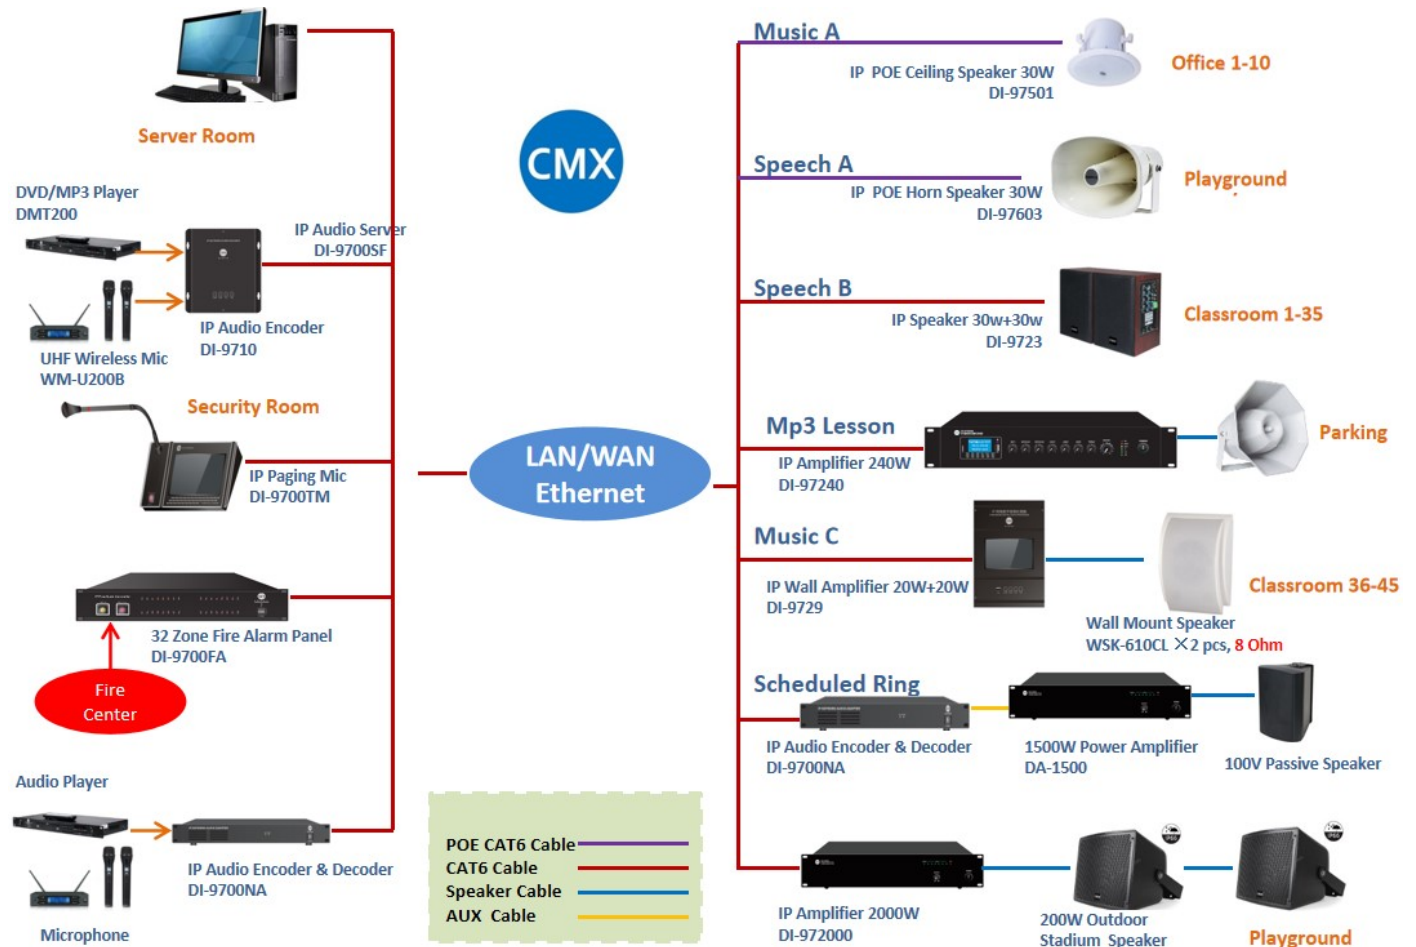 Server Room
DVD/MP3 Player
DMT200
IP Audio Server
DI-9700SF
IP Audio Encoder
DI-9710
UHF Wireless Mic
WM-U200B
Security Room
IP Paging Mic
DI-9700TM
32 Zone Fire Alarm Panel
DI-9700FA
Fire
Center
Audio Player
IP Audio Encoder & Decoder
DI-9700NA
Microphone
CMX
LAN/WAN
Ethernet
POE CAT6 Cable
CAT6 Cable
Speaker Cable
AUX Cable
Music A
IP POE Ceiling Speaker 30W
DI-97501
Office 1-10
Speech A
IP POE Horn Speaker 30W
DI-97603
Playground
Speech B
IP Speaker 30w+30w
DI-9723
Classroom 1-35
Mp3 Lesson
IP Amplifier 240W
DI-97240
Parking
Music C
IP Wall Amplifier 20W+20W
DI-9729
Wall Mount Speaker
WSK-610CL ×2 pcs, 8 Ohm
Classroom 36-45
Scheduled Ring
IP Audio Encoder & Decoder
DI-9700NA
1500W Power Amplifier
DA-1500
100V Passive Speaker
IP Amplifier 2000W
DI-972000
200W Outdoor
Stadium Speaker
IP66
IP66
Playground